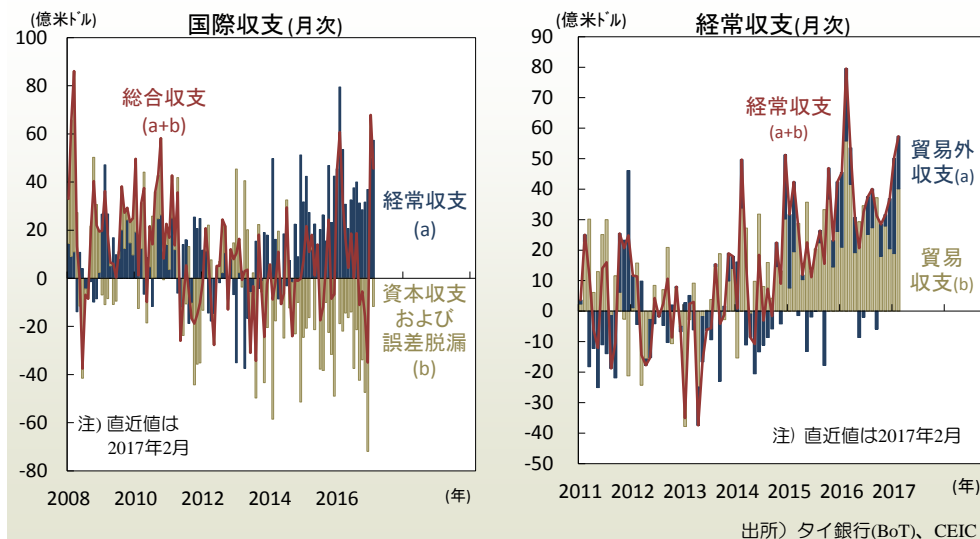 国際収支(月次)
(億米ﾄﾞﾙ)
100
80
60
40
20
0
-20
-40
-60
-80
総合収支
(a+b)
経常収支
(a)
資本収支
および
誤差脱漏
(b)
注) 直近値は
2017年2月
2008 2010 2012 2014 2016 (年)
経常収支(月次)
(億米ﾄﾞﾙ)
90
80
70
60
50
40
30
20
10
0
-10
-20
-30
-40
-50
経常収支
(a+b)
貿易外
収支(a)
貿易
収支(b)
注) 直近値は2017年2月
2011 2012 2013 2014 2015 2016 2017 (年)
出所）タイ銀行(BoT)、CEIC